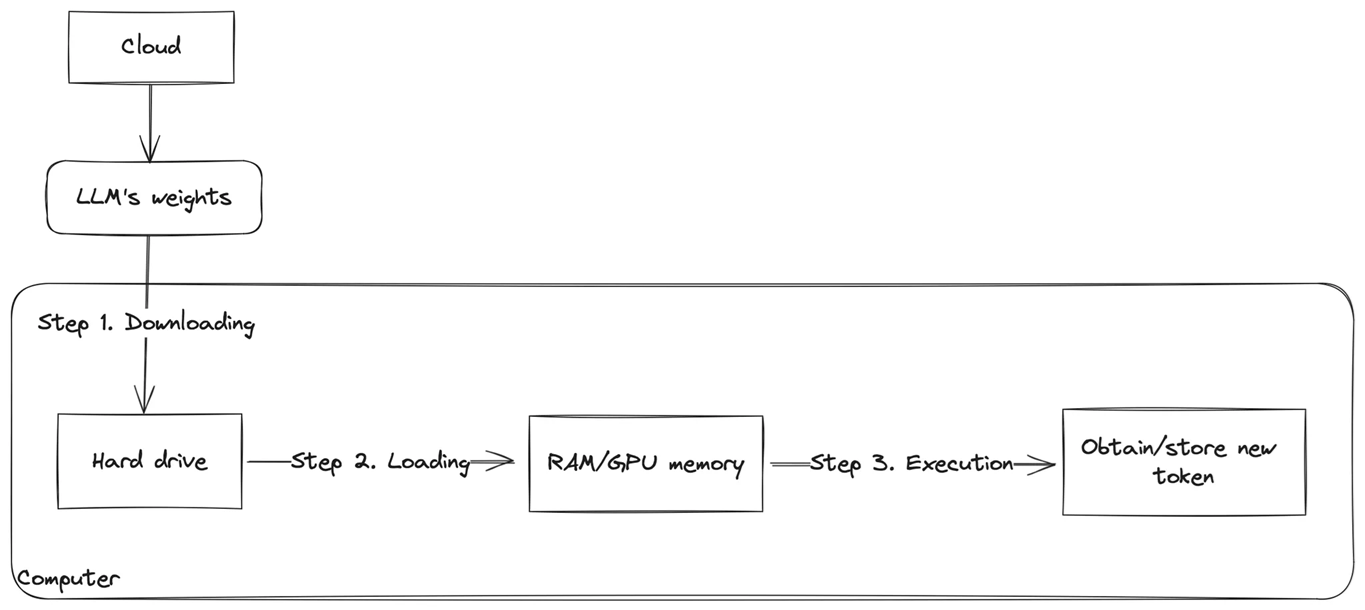 Cloud
LLM's weights
Step 1. Downloading
Hard drive
Step 2. Loading
RAM/GPU memory
Step 3. Execution
Obtain/store new
token
Computer